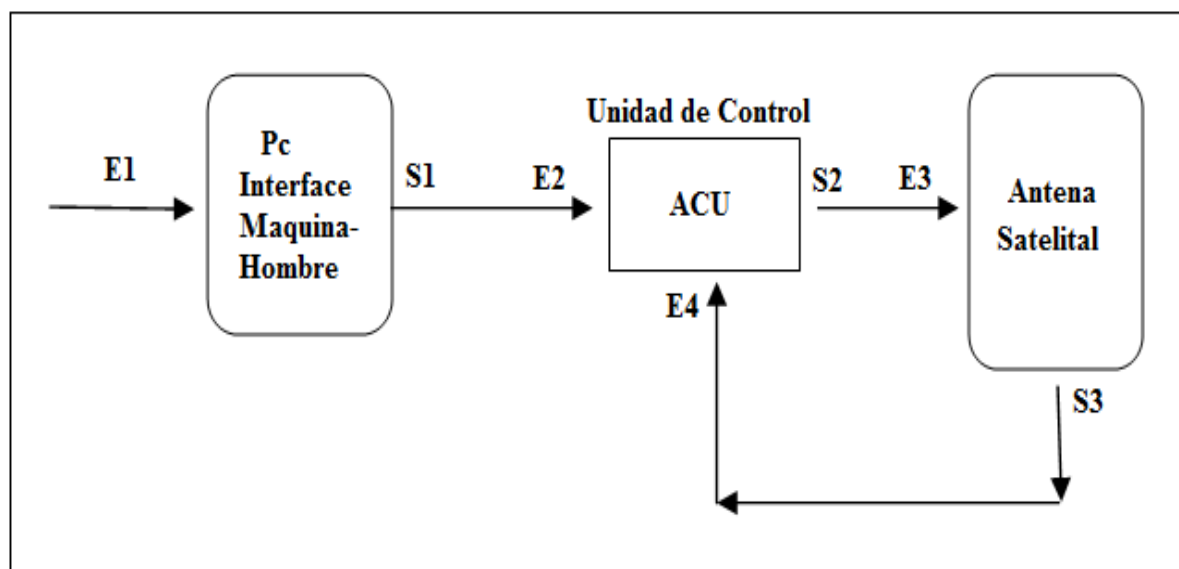 E1
Pc
Interface
Maquina-
Hombre
S1
E2
Unidad de Control
ACU
E4
S2
E3
Antena
Satelital
S3